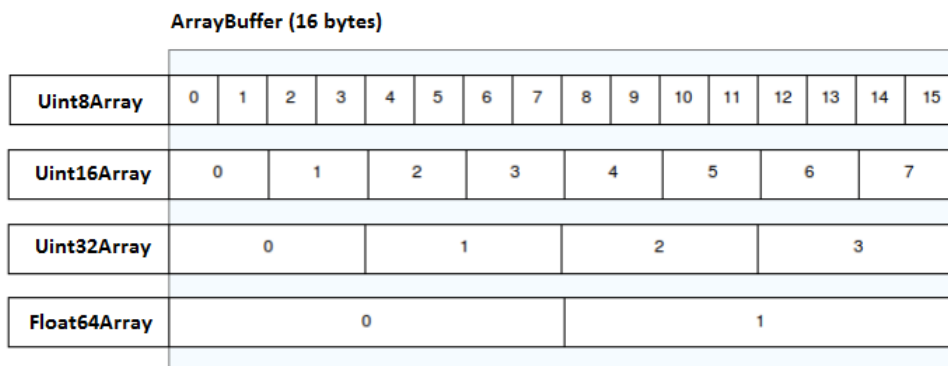 ArrayBuffer (16 bytes)
Uint8Array 0 1 2 3 4 5 6 7 8 9 10 11 12 13 14 15
Uint16Array 0 1 2 3 4 5 6 7
Uint32Array 0 1 2 3
Float64Array 0 1